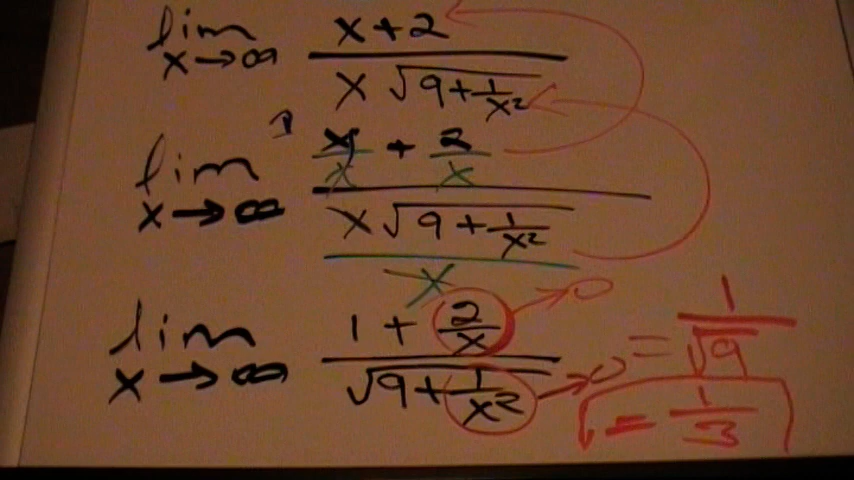 lim x→∞ x+2 / x √9+1/x²
lim x→∞ 1 x/x + 2/x / x √9+1/x² / x
lim x→∞ 1 + 2/x →0 / √9+1/x² →0 = 1/√9
= 1/3